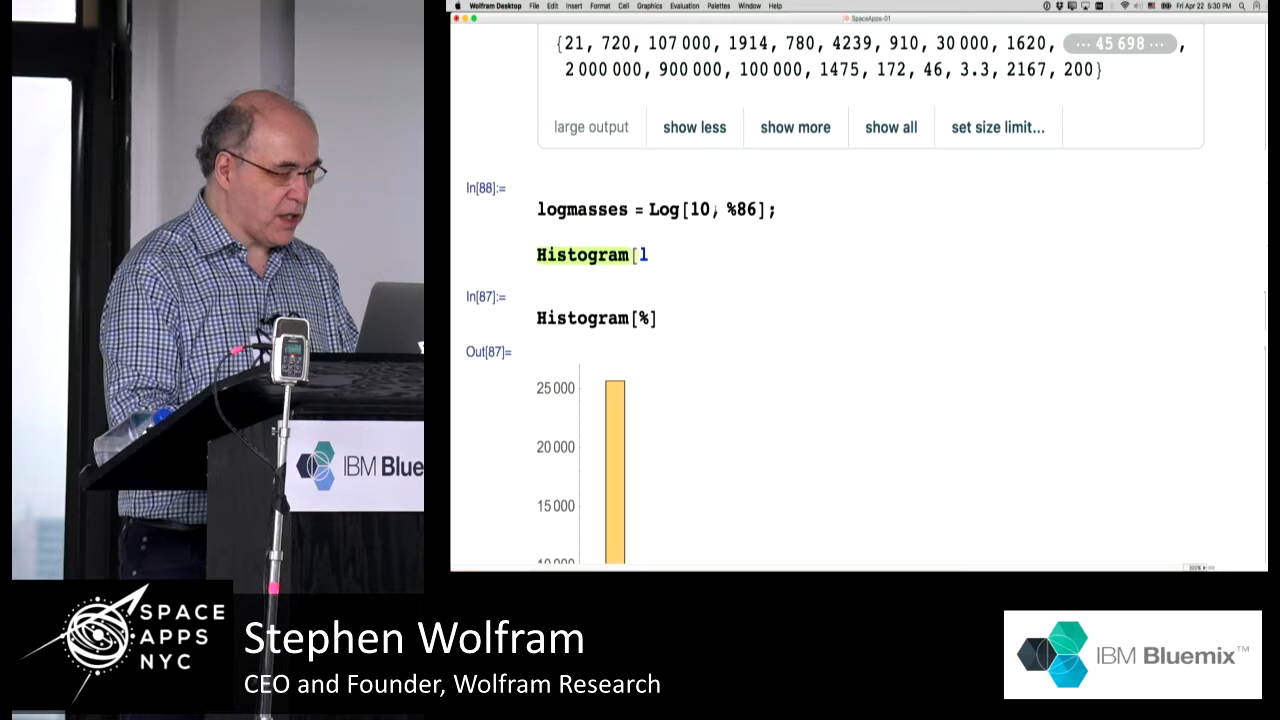 Wolfram Desktop File Edit Insert Format Cell Graphics Evaluation Palettes Window Help
Fri Apr 22 5:30 PM
SpaceApps-01
{21, 720, 107 000, 1914, 780, 4239, 910, 30 000, 1620, ··· 45 698 ··· ,
2 000 000, 900 000, 100 000, 1475, 172, 46, 3.3, 2167, 200}
large output show less show more show all set size limit...
In[88]:=
logmasses = Log[10, %86];
Histogram[l
In[87]:=
Histogram[%]
Out[87]=
25 000
20 000
15 000
10 000
IBM Blue
SPACE
APPS
NYC
Stephen Wolfram
CEO and Founder, Wolfram Research
IBM Bluemix™